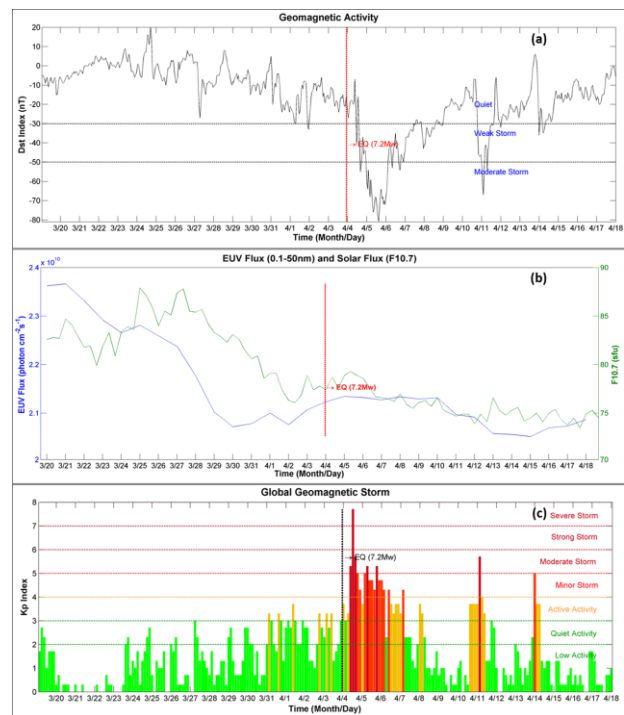 Geomagnetic Activity
(a)
20
10
0
-10
-20
-30
-40
-50
-60
-70
-80
Dst Index (nT)
Quiet
Weak Storm
→ EQ (7.2Mw)
Moderate Storm
3/20 3/21 3/22 3/23 3/24 3/25 3/26 3/27 3/28 3/29 3/30 3/31 4/1 4/2 4/3 4/4 4/5 4/6 4/7 4/8 4/9 4/10 4/11 4/12 4/13 4/14 4/15 4/16 4/17 4/18
Time (Month/Day)
EUV Flux (0.1-50nm) and Solar Flux (F10.7)
(b)
x 10^10
2.4
2.3
2.2
2.1
2
EUV Flux (photon cm⁻²s⁻¹)
90
85
80
75
70
F10.7 (sfu)
→ EQ (7.2Mw)
3/20 3/21 3/22 3/23 3/24 3/25 3/26 3/27 3/28 3/29 3/30 3/31 4/1 4/2 4/3 4/4 4/5 4/6 4/7 4/8 4/9 4/10 4/11 4/12 4/13 4/14 4/15 4/16 4/17 4/18
Time (Month/Day)
Global Geomagnetic Storm
(c)
8
7
6
5
4
3
2
1
0
Kp Index
Severe Storm
Strong Storm
→ EQ (7.2Mw)
Moderate Storm
Minor Storm
Active Activity
Quiet Activity
Low Activity
3/20 3/21 3/22 3/23 3/24 3/25 3/26 3/27 3/28 3/29 3/30 3/31 4/1 4/2 4/3 4/4 4/5 4/6 4/7 4/8 4/9 4/10 4/11 4/12 4/13 4/14 4/15 4/16 4/17 4/18
Time (Month/Day)